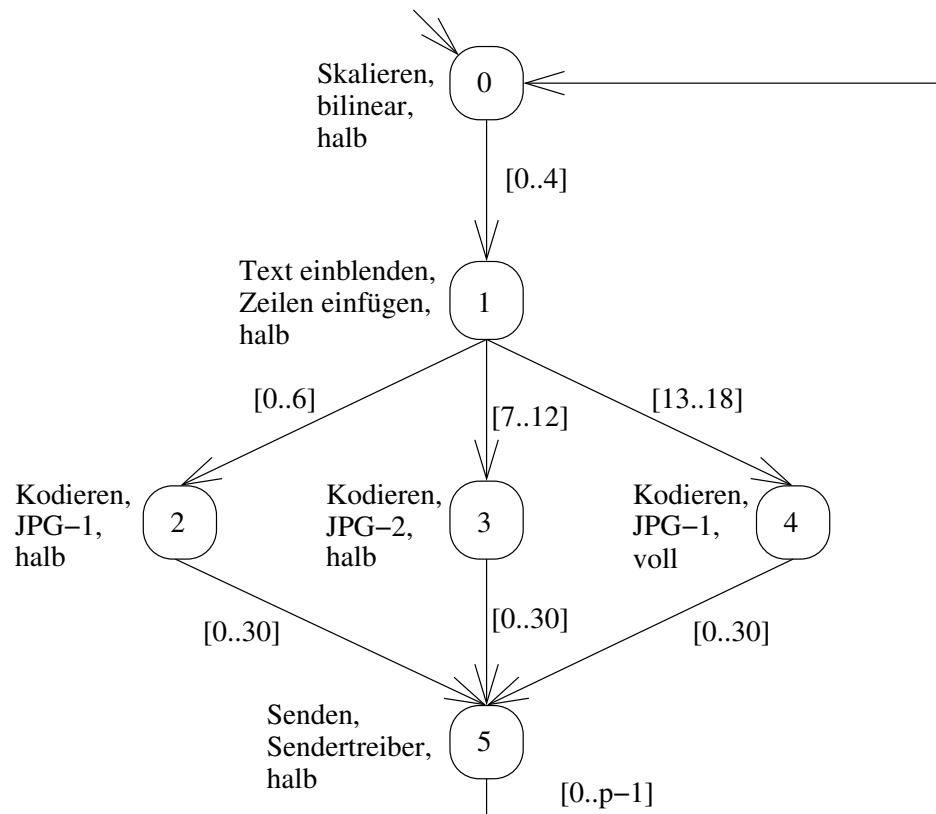 Skalieren,
bilinear,
halb
0
[0..4]
Text einblenden,
Zeilen einfügen,
halb
1
[0..6]
[7..12]
[13..18]
Kodieren,
JPG−1,
halb
2
Kodieren,
JPG−2,
halb
3
Kodieren,
JPG−1,
voll
4
[0..30]
[0..30]
[0..30]
Senden,
Sendertreiber,
halb
5
[0..p−1]